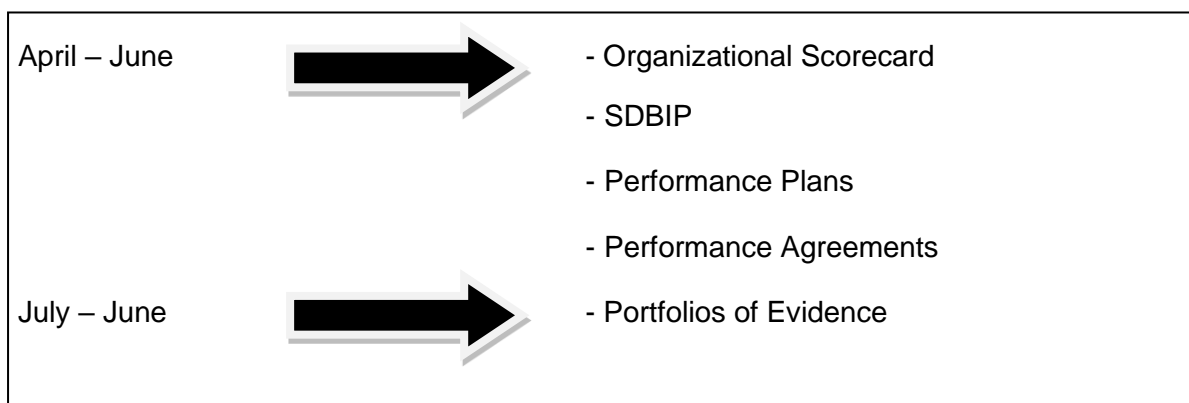 April – June - Organizational Scorecard
- SDBIP
- Performance Plans
- Performance Agreements
July – June - Portfolios of Evidence